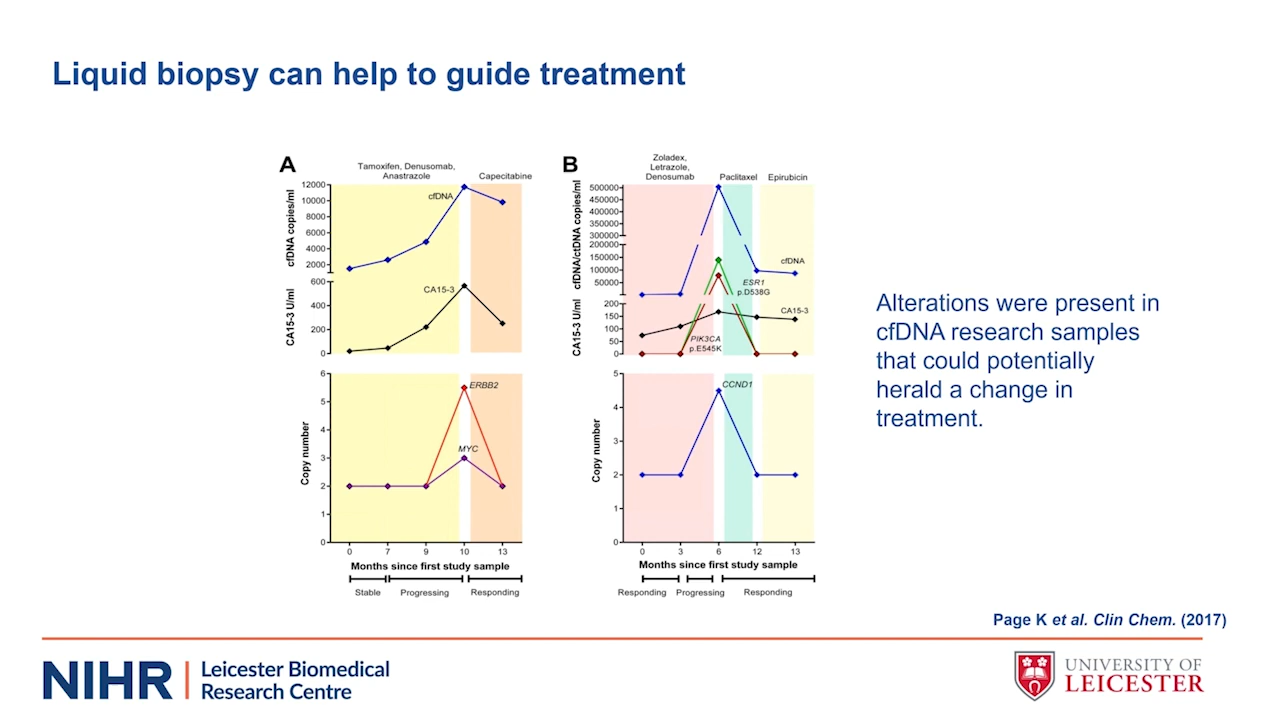 Liquid biopsy can help to guide treatment
A
Tamoxifen, Denusomab,
Anastrazole
Capecitabine
cfDNA copies/ml
12000
10000
8000
6000
4000
2000
cfDNA
CA15-3 U/ml
600
400
200
0
CA15-3
Copy number
6
5
4
3
2
1
0
ERBB2
MYC
0 7 9 10 13
Months since first study sample
Stable Progressing Responding
B
Zoladex,
Letrazole,
Denosumab
Paclitaxel
Epirubicin
cfDNA/ctDNA copies/ml
500000
450000
400000
350000
300000
200000
150000
100000
50000
cfDNA
ESR1
p.D538G
CA15-3 U/ml
200
150
100
50
0
CA15-3
PIK3CA
p.E545K
Copy number
5
4
3
2
1
0
CCND1
0 3 6 12 13
Months since first study sample
Responding Progressing Responding
Alterations were present in
cfDNA research samples
that could potentially
herald a change in
treatment.
Page K et al. Clin Chem. (2017)
NIHR
Leicester Biomedical
Research Centre
UNIVERSITY OF
LEICESTER